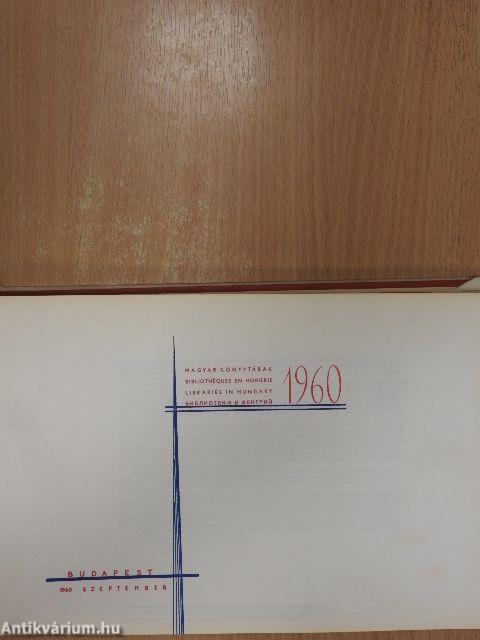 MAGYAR KÖNYVTÁRAK
BIBLIOTHÈQUES EN HONGRIE
LIBRARIES IN HUNGARY
БИБЛИОТЕКИ В ВЕНГРИИ
1960
BUDAPEST
1960 SZEPTEMBER
Antikvárium.hu